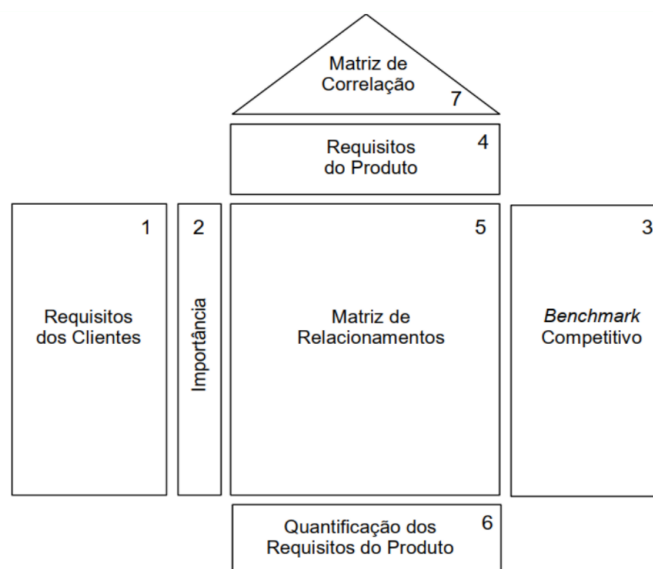 Matriz de
Correlação
7
Requisitos
do Produto
4
1
Requisitos
dos Clientes
2
Importância
5
Matriz de
Relacionamentos
3
Benchmark
Competitivo
Quantificação dos
Requisitos do Produto
6